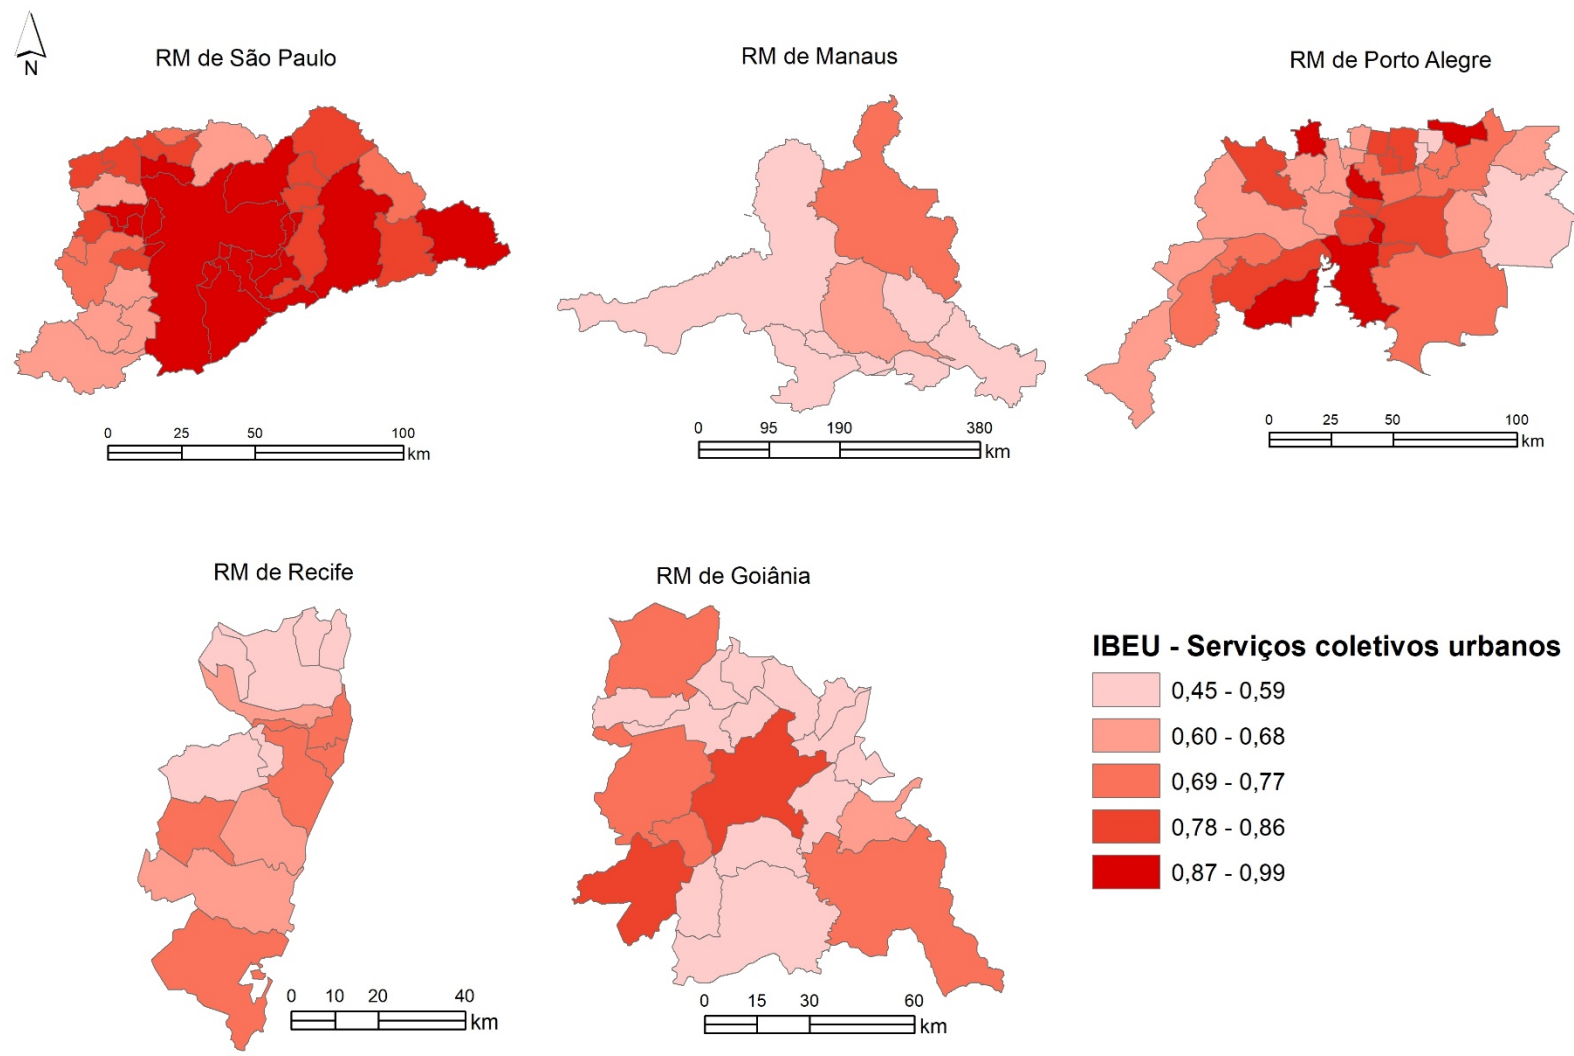 N
RM de São Paulo
RM de Manaus
RM de Porto Alegre
0 25 50 100
km
0 95 190 380
km
0 25 50 100
km
RM de Recife
RM de Goiânia
0 10 20 40
km
0 15 30 60
km
IBEU - Serviços coletivos urbanos
0,45 - 0,59
0,60 - 0,68
0,69 - 0,77
0,78 - 0,86
0,87 - 0,99